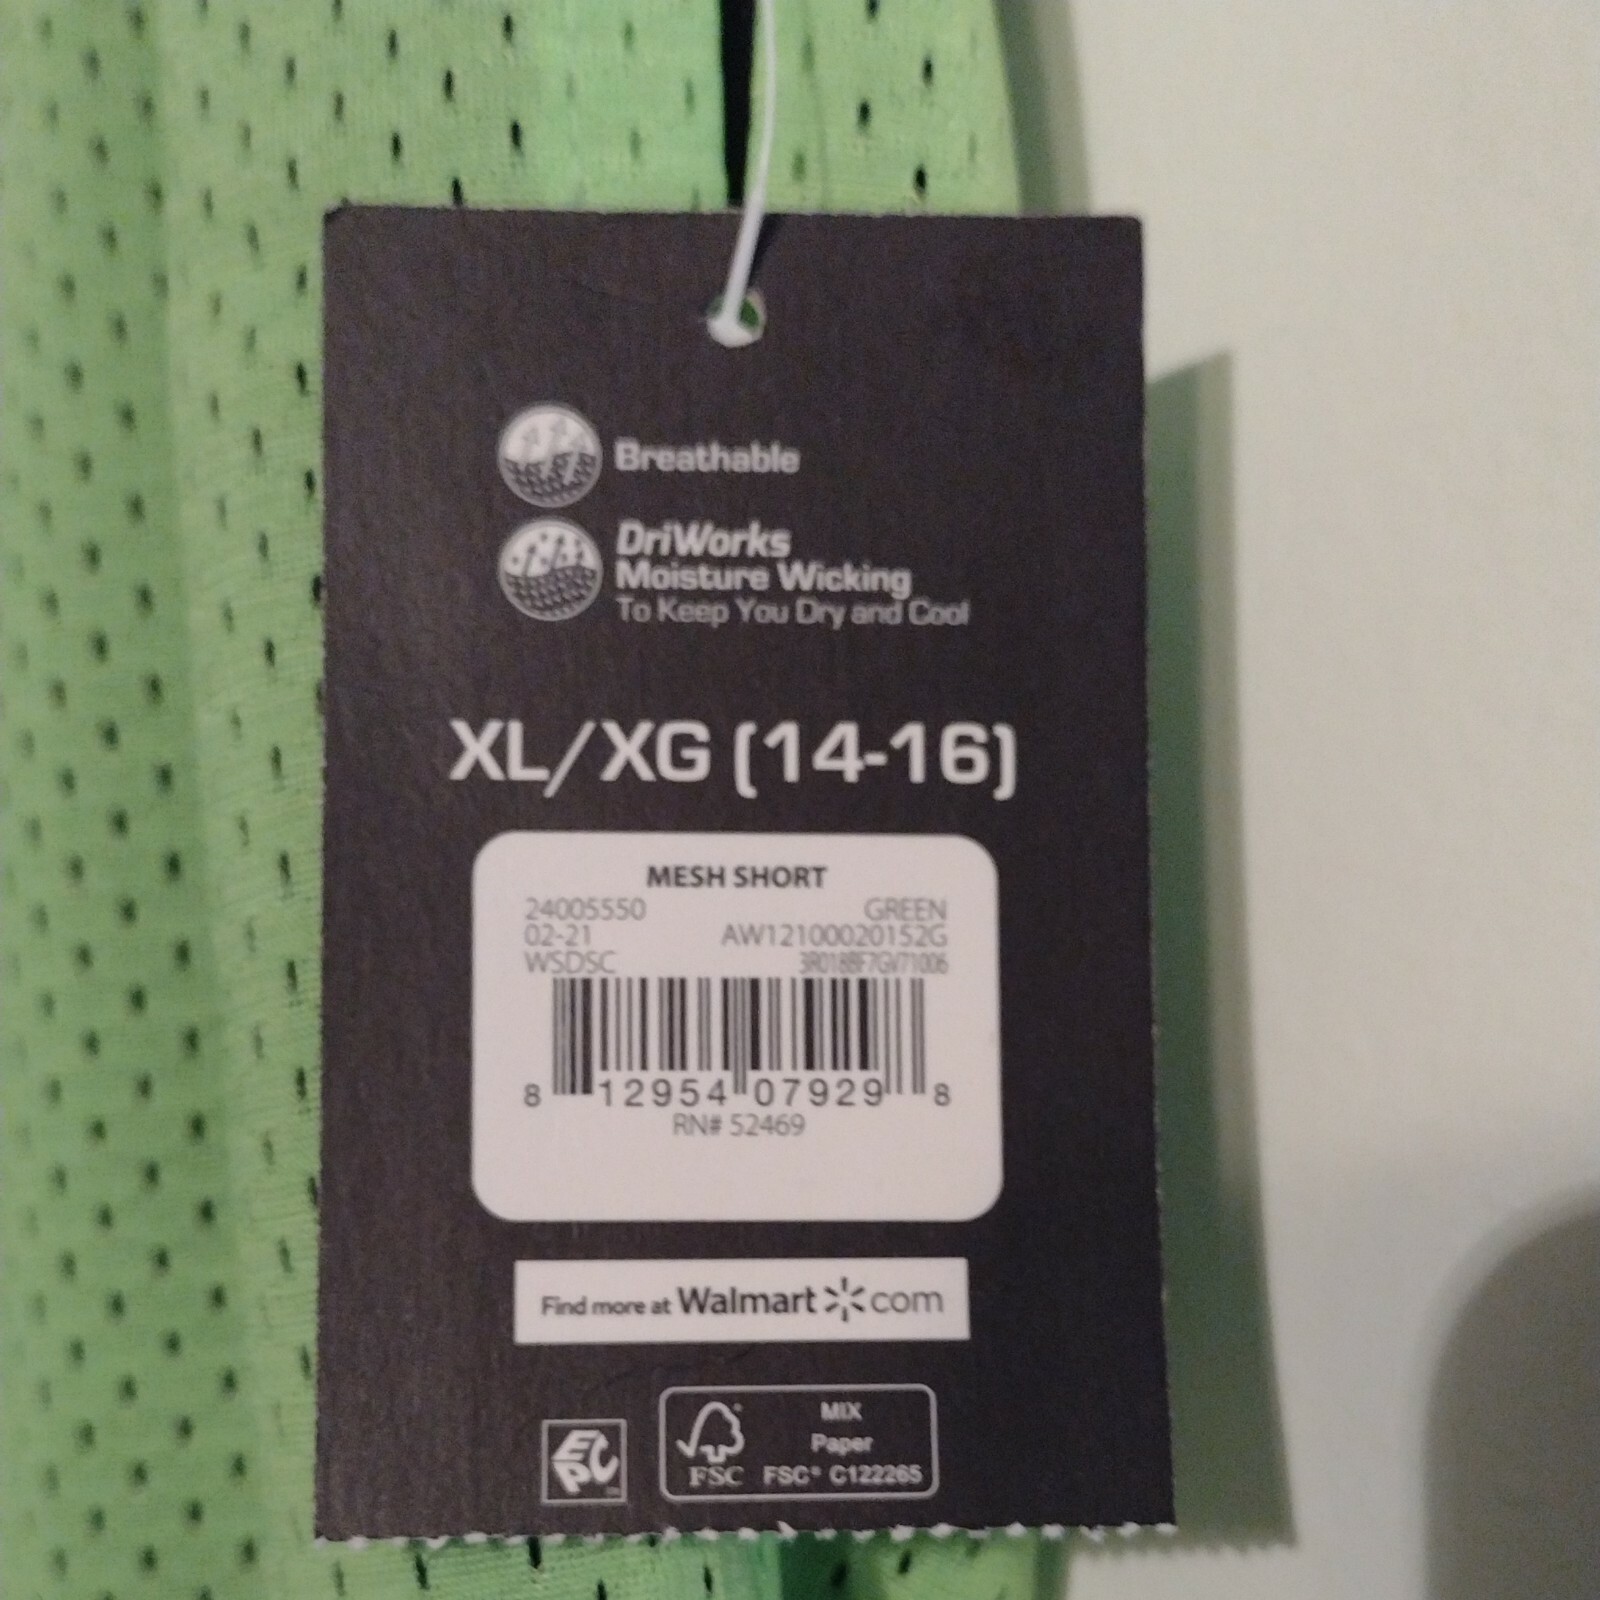 Breathable
DriWorks
Moisture Wicking
To Keep You Dry and Cool
XL/XG (14-16)
MESH SHORT
24005550 GREEN
02-21 AW12100020152G
WSDSC
8 12954 07929 8
RN# 52469
Find more at Walmart.com
EPC
FSC
MIX
Paper
FSC® C122265